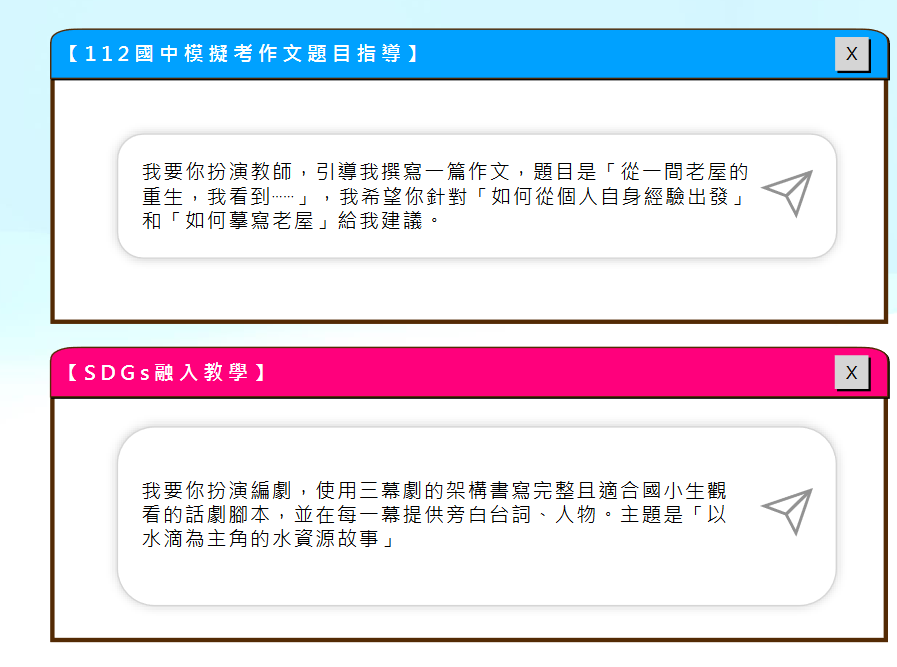 【112國中模擬考作文題目指導】
X
我要你扮演教師，引導我撰寫一篇作文，題目是「從一間老屋的
重生，我看到……」，我希望你針對「如何從個人自身經驗出發」
和「如何摹寫老屋」給我建議。
【SDGs融入教學】
X
我要你扮演編劇，使用三幕劇的架構書寫完整且適合國小生觀
看的話劇腳本，並在每一幕提供旁白台詞、人物。主題是「以
水滴為主角的水資源故事」